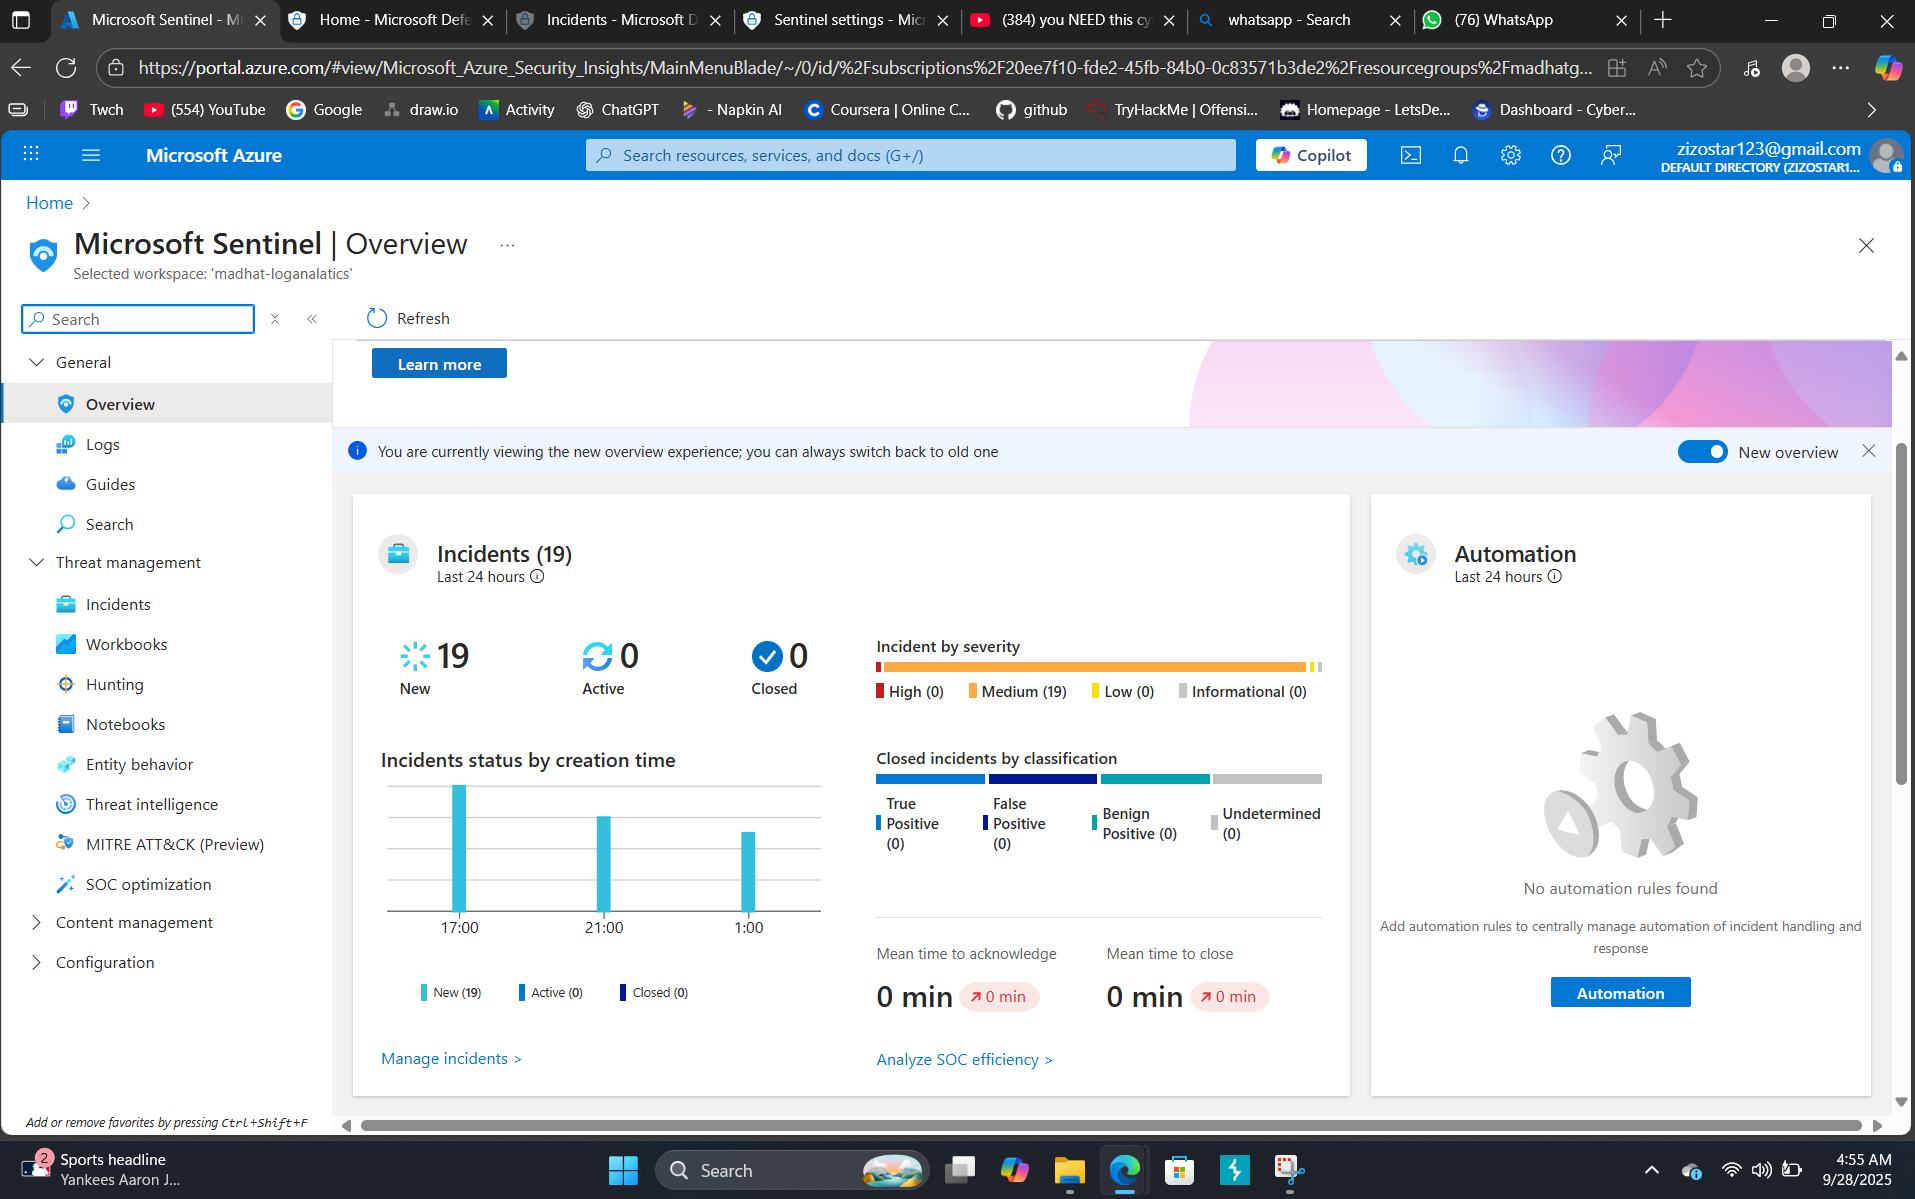 Microsoft Sentinel - Mi
Home - Microsoft Defe
Incidents - Microsoft D
Sentinel settings - Micr
(384) you NEED this cy
whatsapp - Search
(76) WhatsApp
https://portal.azure.com/#view/Microsoft_Azure_Security_Insights/MainMenuBlade/~/0/id/%2Fsubscriptions%2F20ee7f10-fde2-45fb-84b0-0c83571b3de2%2Fresourcegroups%2Fmadhatg...
Twch
(554) YouTube
Google
draw.io
Activity
ChatGPT
- Napkin AI
Coursera | Online C...
github
TryHackMe | Offensi...
Homepage - LetsDe...
Dashboard - Cyber...
Microsoft Azure
Search resources, services, and docs (G+/)
Copilot
zizostar123@gmail.com
DEFAULT DIRECTORY (ZIZOSTAR1...
Home
Microsoft Sentinel | Overview
...
Selected workspace: 'madhat-loganalatics'
Search
Refresh
General
Overview
Logs
Guides
Search
Threat management
Incidents
Workbooks
Hunting
Notebooks
Entity behavior
Threat intelligence
MITRE ATT&CK (Preview)
SOC optimization
Content management
Configuration
Add or remove favorites by pressing Ctrl+Shift+F
Learn more
You are currently viewing the new overview experience; you can always switch back to old one
New overview
Incidents (19)
Last 24 hours
19
New
0
Active
0
Closed
Incident by severity
High (0)
Medium (19)
Low (0)
Informational (0)
Incidents status by creation time
17:00
21:00
1:00
New (19)
Active (0)
Closed (0)
Manage incidents >
Closed incidents by classification
True
Positive
(0)
False
Positive
(0)
Benign
Positive (0)
Undetermined
(0)
Mean time to acknowledge
0 min
0 min
Mean time to close
0 min
0 min
Analyze SOC efficiency >
Automation
Last 24 hours
No automation rules found
Add automation rules to centrally manage automation of incident handling and
response
Automation
2
Sports headline
Yankees Aaron J...
Search
4:55 AM
9/28/2025